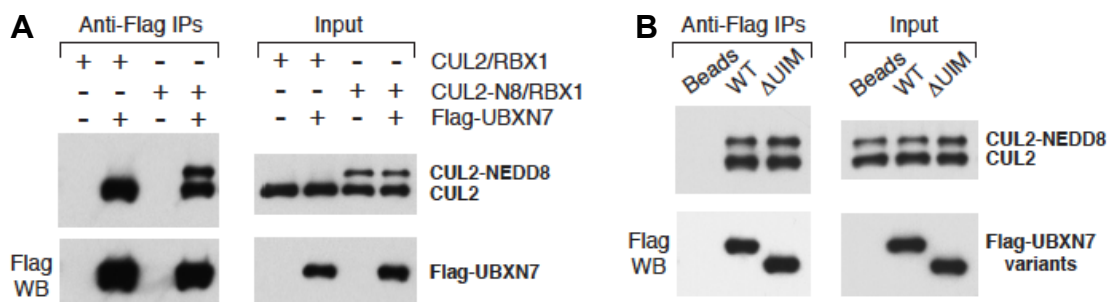 A
Anti-Flag IPs
Input
+ + - - + + - - CUL2/RBX1
- - + + - - + + CUL2-N8/RBX1
- + - + - + - + Flag-UBXN7
CUL2-NEDD8
CUL2
Flag
WB
Flag-UBXN7
B
Anti-Flag IPs
Input
Beads WT ΔUIM
Beads WT ΔUIM
CUL2-NEDD8
CUL2
Flag
WB
Flag-UBXN7
variants